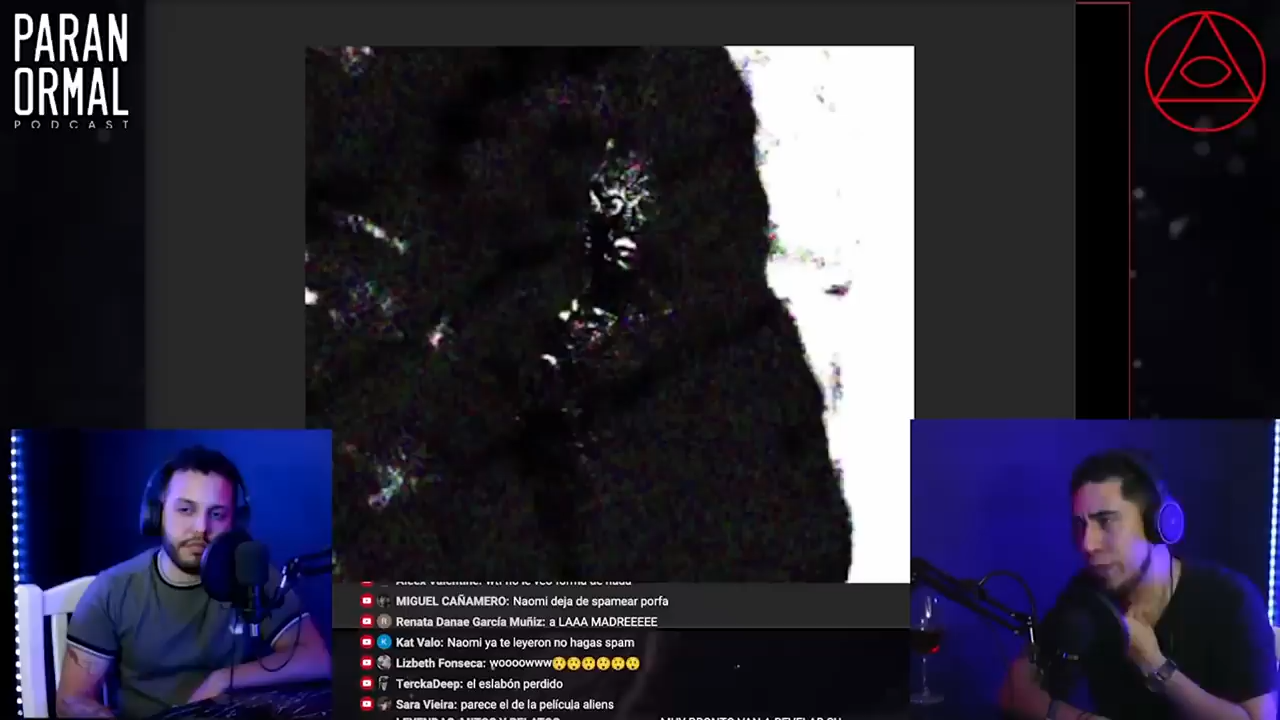 PARAN
ORMAL
PODCAST
MIGUEL CAÑAMERO: Naomi deja de spamear porfa
R Renata Danae García Muñiz: a LAAA MADREEEEE
K Kat Valo: Naomi ya te leyeron no hagas spam
Lizbeth Fonseca: woooowww😲😲😲😲😲😲
TerckaDeep: el eslabón perdido
Sara Vieira: parece el de la película aliens